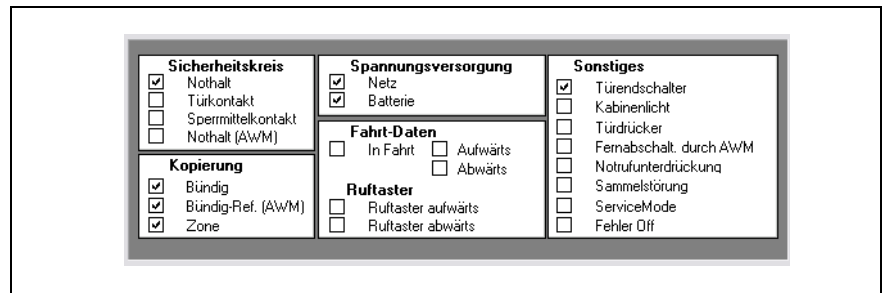 Sicherheitskreis
Nothalt
Türkontakt
Sperrmittelkontakt
Nothalt (AWM)
Kopierung
Bündig
Bündig-Ref. (AWM)
Zone
Spannungsversorgung
Netz
Batterie
Fahrt-Daten
In Fahrt Aufwärts
Abwärts
Ruftaster
Ruftaster aufwärts
Ruftaster abwärts
Sonstiges
Türendschalter
Kabinenlicht
Türdrücker
Fernabschalt. durch AWM
Notrufunterdrückung
Sammelstörung
ServiceMode
Fehler Off